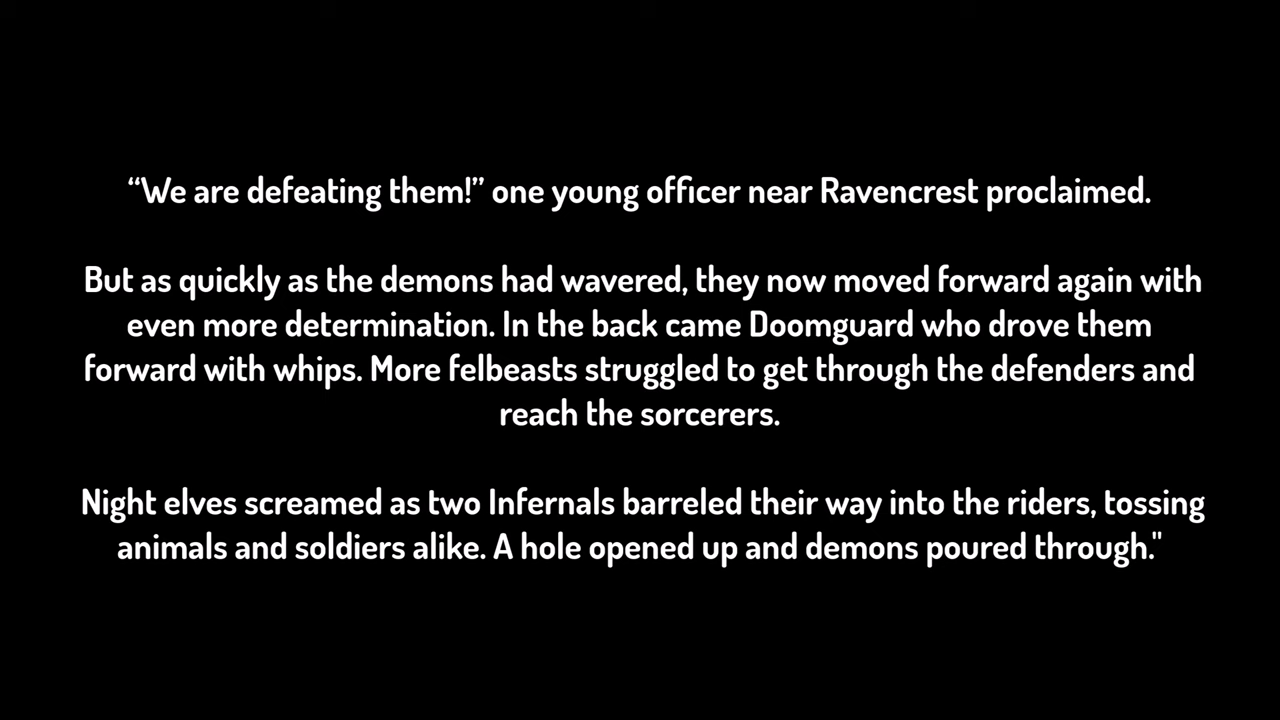 “We are defeating them!” one young officer near Ravencrest proclaimed.
But as quickly as the demons had wavered, they now moved forward again with
even more determination. In the back came Doomguard who drove them
forward with whips. More felbeasts struggled to get through the defenders and
reach the sorcerers.
Night elves screamed as two Infernals barreled their way into the riders, tossing
animals and soldiers alike. A hole opened up and demons poured through."